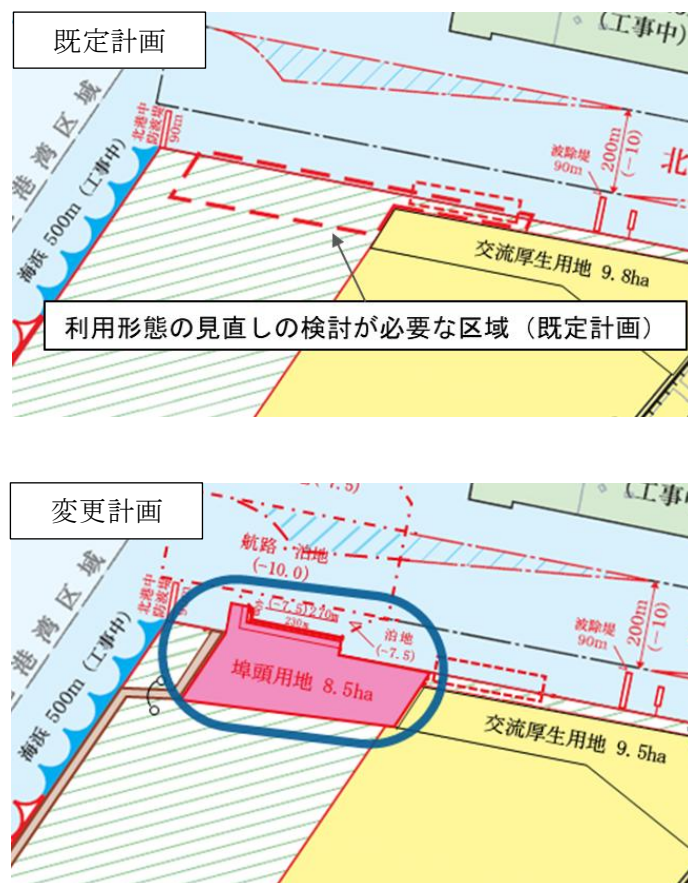 既定計画
(工事中)
港湾区域
北港中
防波堤
90m
海浜 500m (工事中)
波除堤
90m
200m
(-10)
北
交流厚生用地 9.8ha
利用形態の見直しの検討が必要な区域（既定計画）
変更計画
航路・泊地
(-10.0)
港湾区域
北港中
防波堤
90m
海浜 500m (工事中)
(-7.5)270m
230m
泊地
(-7.5)
埠頭用地 8.5ha
波除堤
90m
200m
(-10)
交流厚生用地 9.5ha